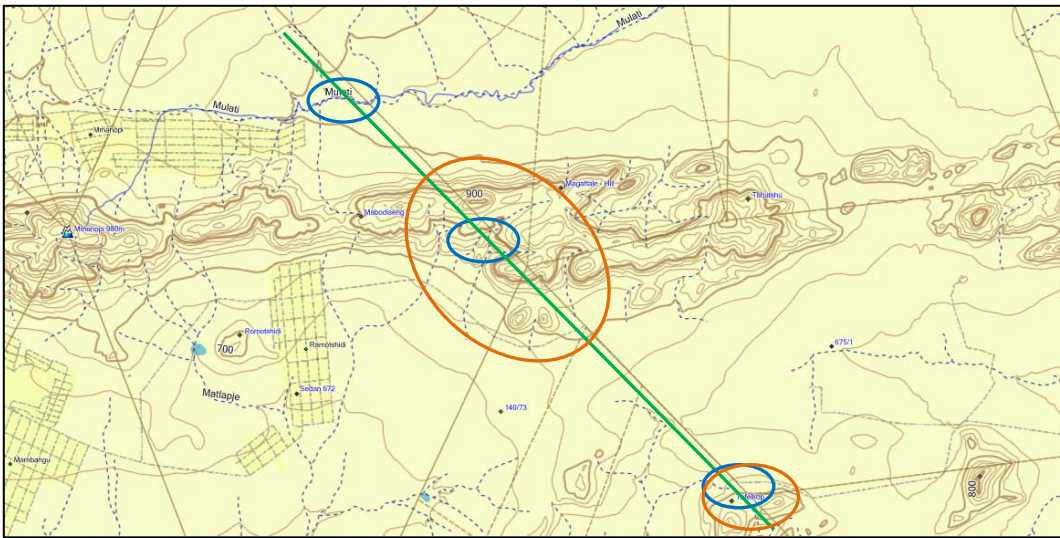 Mulati
Mulati
Mulati
Mmanopi
Magattale - Hill
900
Tshutshu
Mabodiseng
Mmanopi 980m
Romotshidi
Ramotshidi
700
675/1
Sedan 672
Matlapje
140/73
Mambangu
800